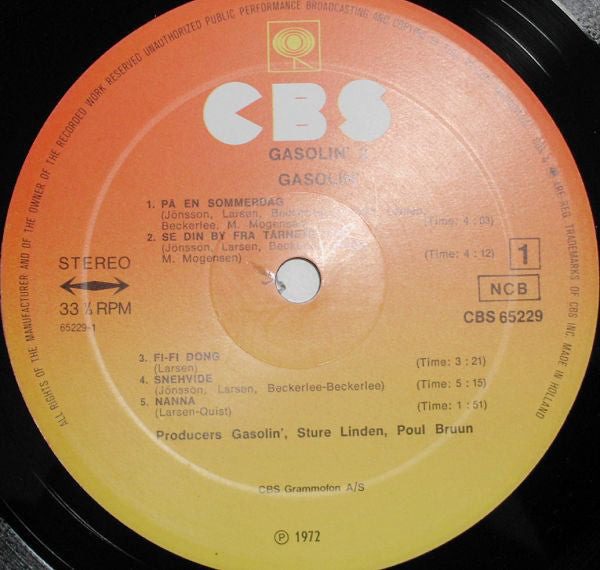 ALL RIGHTS OF THE MANUFACTURER AND OF THE OWNER OF THE RECORDED WORK RESERVED UNAUTHORIZED PUBLIC PERFORMANCE BROADCASTING AND COPYING
REG. TRADEMARKS OF CBS INC. MADE IN HOLLAND
CBS
GASOLIN' 2
GASOLIN'
1. PÅ EN SOMMERDAG
(Jönsson, Larsen,
Beckerlee, M. Mogensen) (Time: 4 : 03)
2. SE DIN BY FRA TÅRNETS
(Jönsson, Larsen, (Time: 4 : 12)
M. Mogensen)
1
STEREO
NCB
33 ⅓ RPM
CBS 65229
65229-1
3. FI-FI DONG (Time: 3 : 21)
(Larsen)
4. SNEHVIDE (Time: 5 : 15)
(Jönsson, Larsen, Beckerlee-Beckerlee)
5. NANNA (Time: 1 : 51)
(Larsen-Quist)
Producers Gasolin', Sture Linden, Poul Bruun
CBS Grammofon A/S
℗ 1972